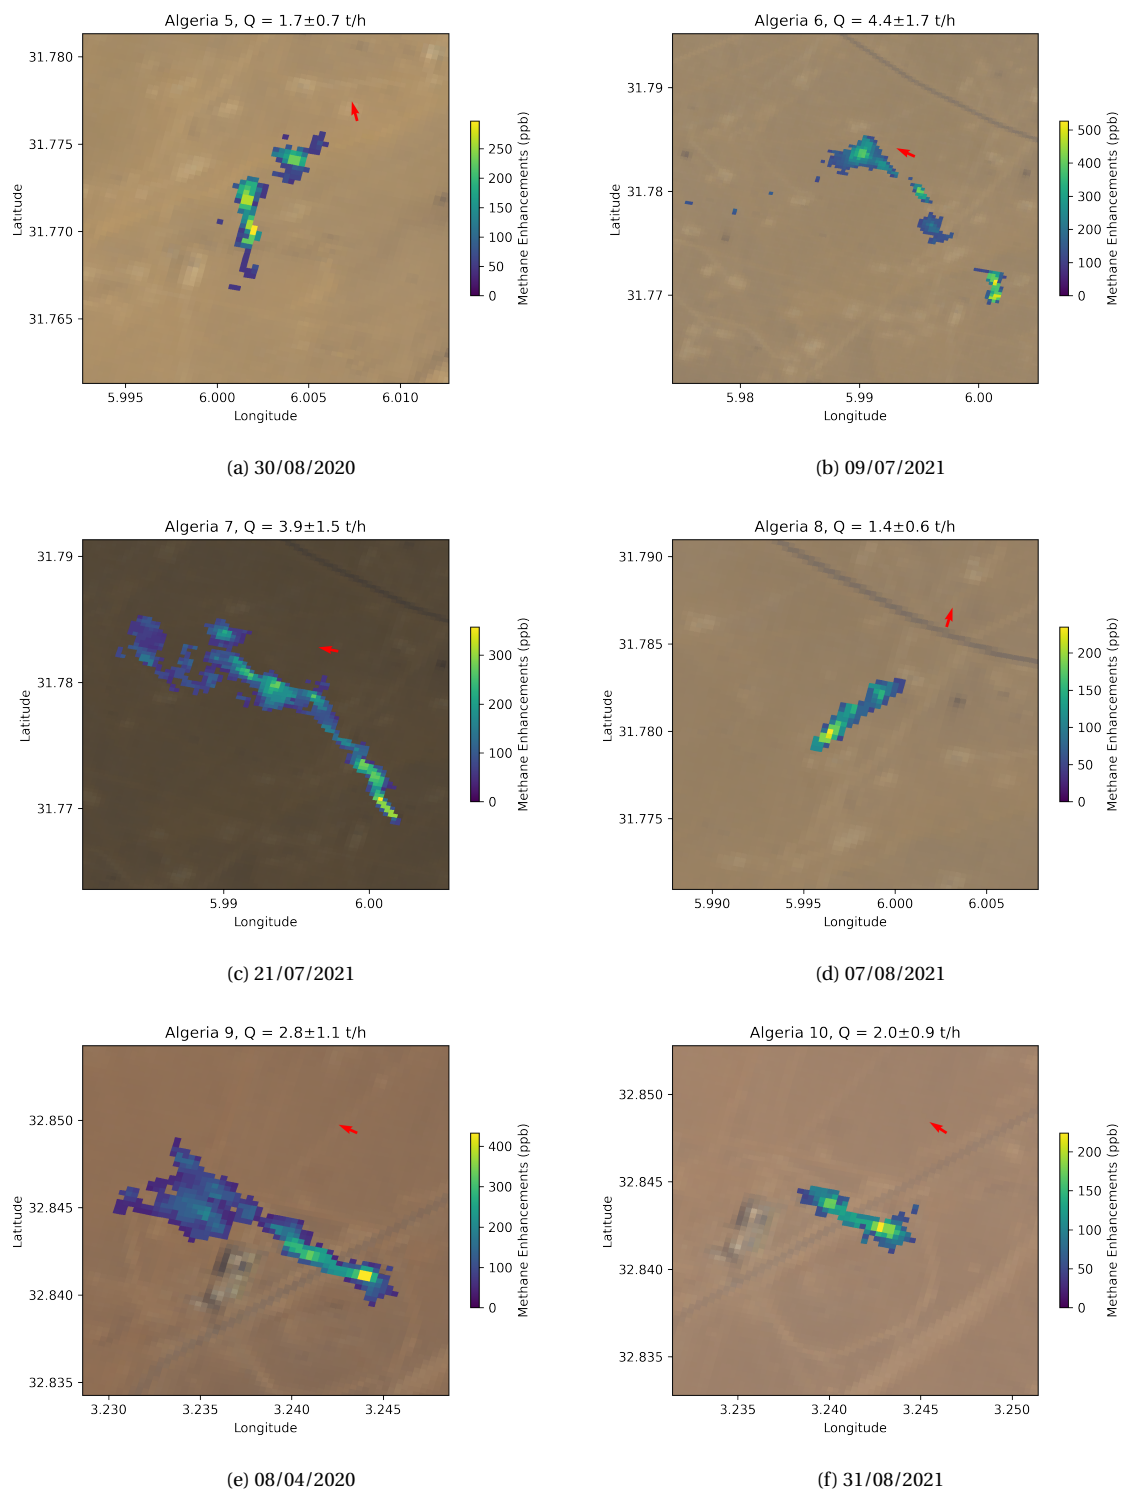 Algeria 5, Q = 1.7±0.7 t/h
Latitude
31.780
31.775
31.770
31.765
5.995 6.000 6.005 6.010
Longitude
250
200
150
100
50
0
Methane Enhancements (ppb)
(a) 30/08/2020
Algeria 6, Q = 4.4±1.7 t/h
Latitude
31.79
31.78
31.77
5.98 5.99 6.00
Longitude
500
400
300
200
100
0
Methane Enhancements (ppb)
(b) 09/07/2021
Algeria 7, Q = 3.9±1.5 t/h
Latitude
31.79
31.78
31.77
5.99 6.00
Longitude
300
200
100
0
Methane Enhancements (ppb)
(c) 21/07/2021
Algeria 8, Q = 1.4±0.6 t/h
Latitude
31.790
31.785
31.780
31.775
5.990 5.995 6.000 6.005
Longitude
200
150
100
50
0
Methane Enhancements (ppb)
(d) 07/08/2021
Algeria 9, Q = 2.8±1.1 t/h
Latitude
32.850
32.845
32.840
32.835
3.230 3.235 3.240 3.245
Longitude
400
300
200
100
0
Methane Enhancements (ppb)
(e) 08/04/2020
Algeria 10, Q = 2.0±0.9 t/h
Latitude
32.850
32.845
32.840
32.835
3.235 3.240 3.245 3.250
Longitude
200
150
100
50
0
Methane Enhancements (ppb)
(f) 31/08/2021